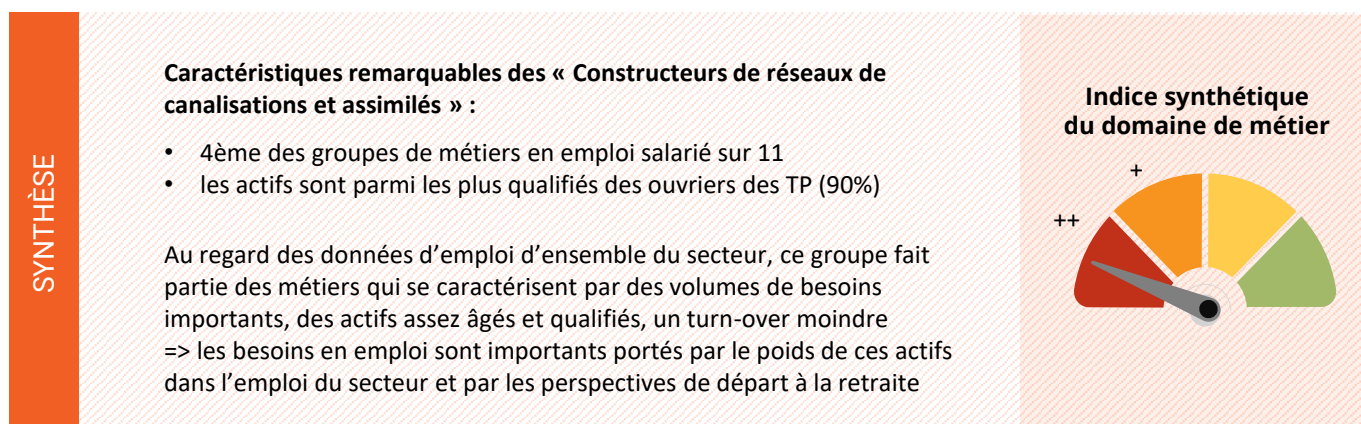 SYNTHÈSE
Caractéristiques remarquables des « Constructeurs de réseaux de
canalisations et assimilés » :
• 4ème des groupes de métiers en emploi salarié sur 11
• les actifs sont parmi les plus qualifiés des ouvriers des TP (90%)
Au regard des données d’emploi d’ensemble du secteur, ce groupe fait
partie des métiers qui se caractérisent par des volumes de besoins
importants, des actifs assez âgés et qualifiés, un turn-over moindre
=> les besoins en emploi sont importants portés par le poids de ces actifs
dans l’emploi du secteur et par les perspectives de départ à la retraite
Indice synthétique
du domaine de métier
+
++